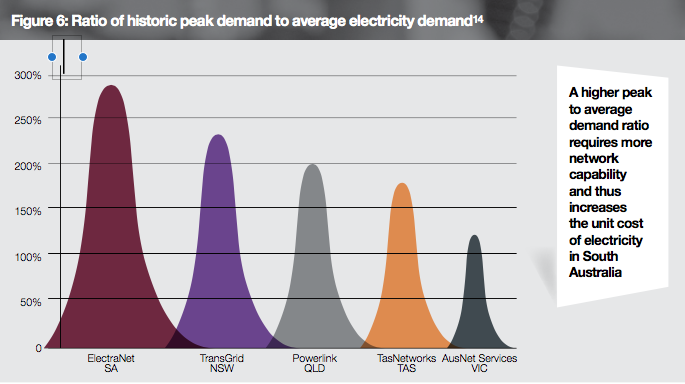 Figure 6: Ratio of historic peak demand to average electricity demand14
300%
250%
200%
150%
100%
50%
0
ElectraNet
SA
TransGrid
NSW
Powerlink
QLD
TasNetworks
TAS
AusNet Services
VIC
A higher peak
to average
demand ratio
requires more
network
capability
and thus
increases
the unit cost
of electricity
in South
Australia